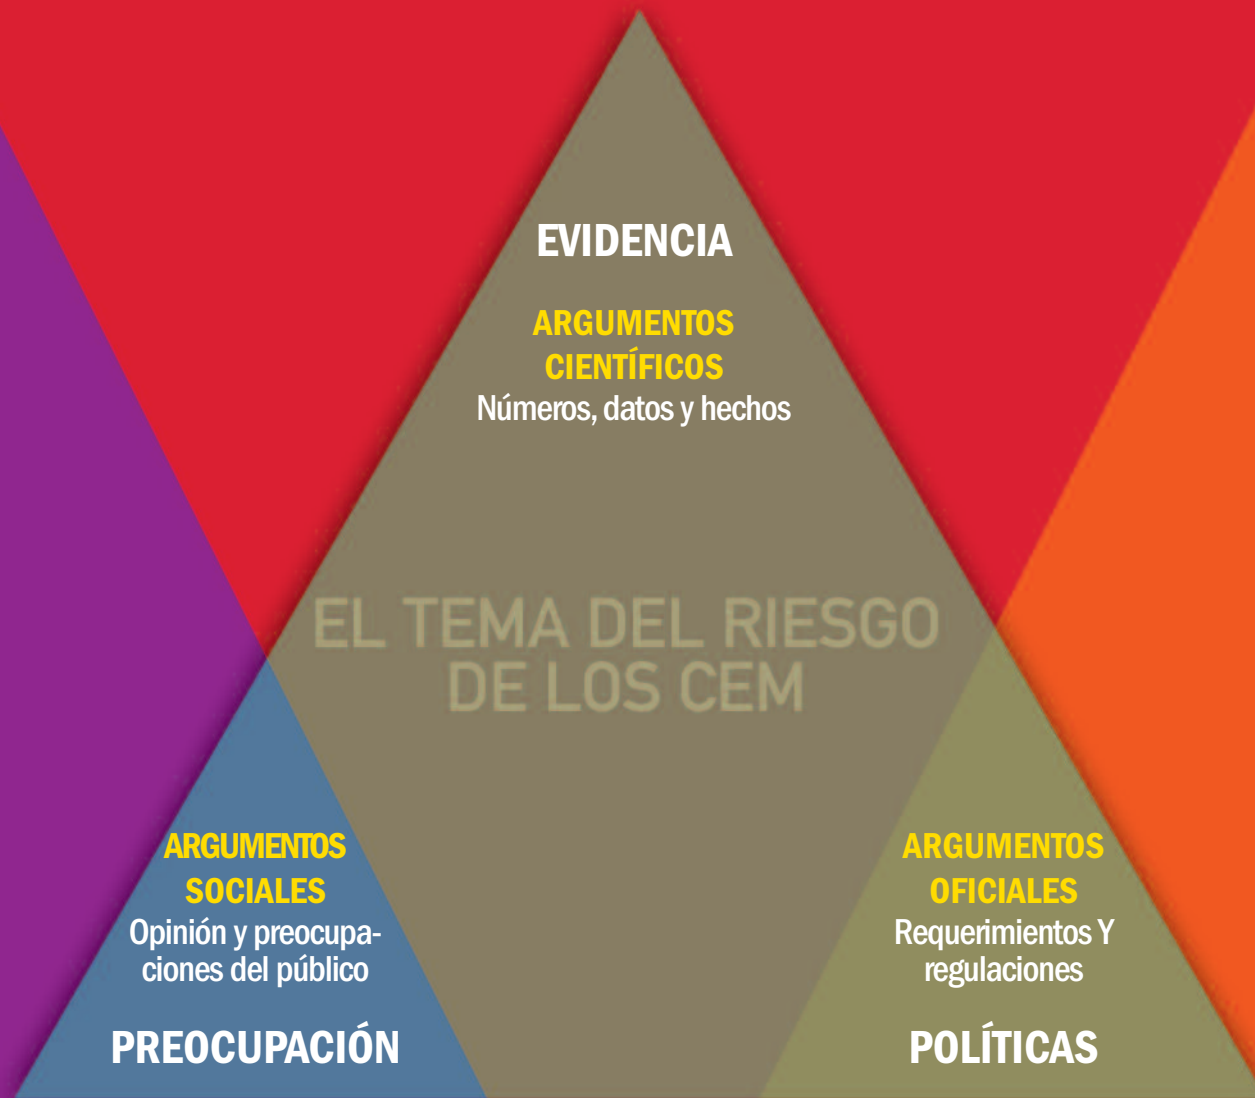 EVIDENCIA
ARGUMENTOS
CIENTÍFICOS
Números, datos y hechos
EL TEMA DEL RIESGO
DE LOS CEM
ARGUMENTOS
SOCIALES
Opinión y preocupa-
ciones del público
PREOCUPACIÓN
ARGUMENTOS
OFICIALES
Requerimientos Y
regulaciones
POLÍTICAS